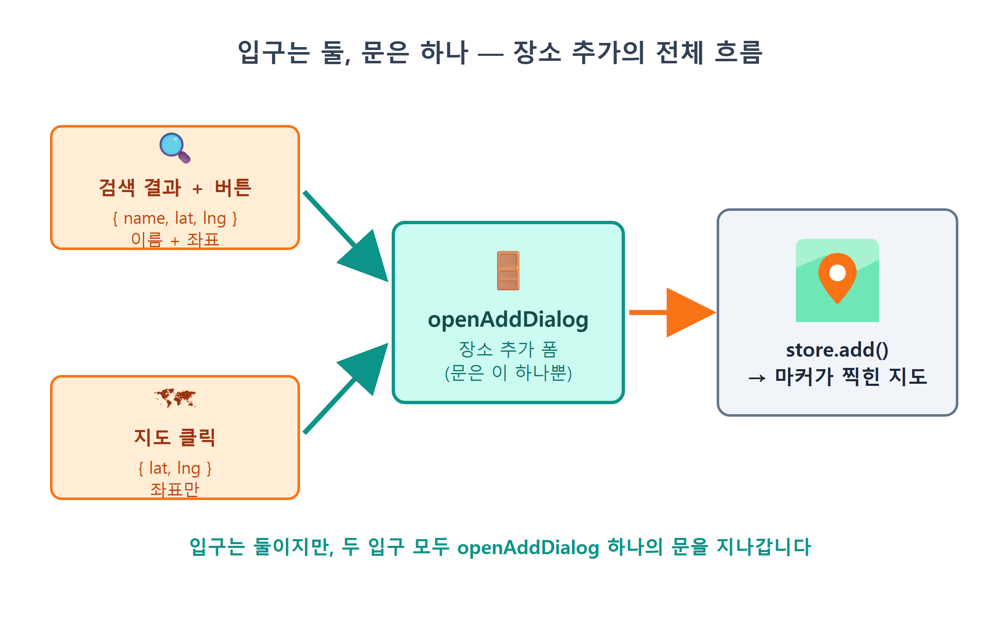 입구는 둘, 문은 하나 — 장소 추가의 전체 흐름
검색 결과 + 버튼
{ name, lat, lng }
이름 + 좌표
지도 클릭
{ lat, lng }
좌표만
openAddDialog
장소 추가 폼
(문은 이 하나뿐)
store.add()
→ 마커가 찍힌 지도
입구는 둘이지만, 두 입구 모두 openAddDialog 하나의 문을 지나갑니다